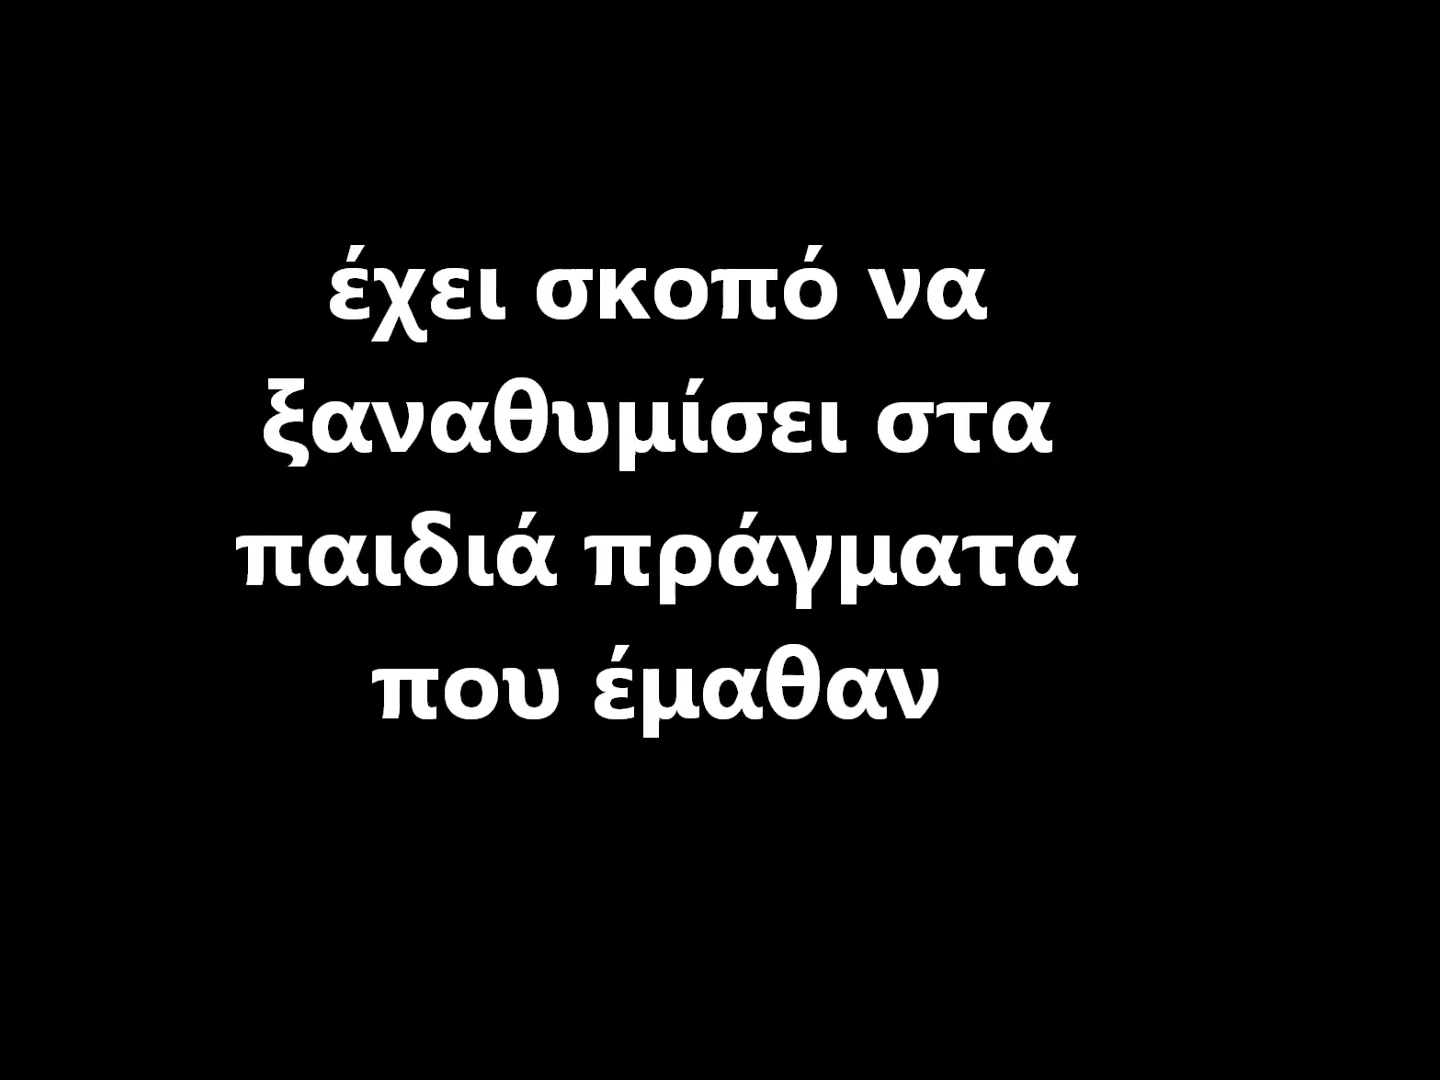 έχει σκοπό να
ξαναθυμίσει στα
παιδιά πράγματα
που έμαθαν